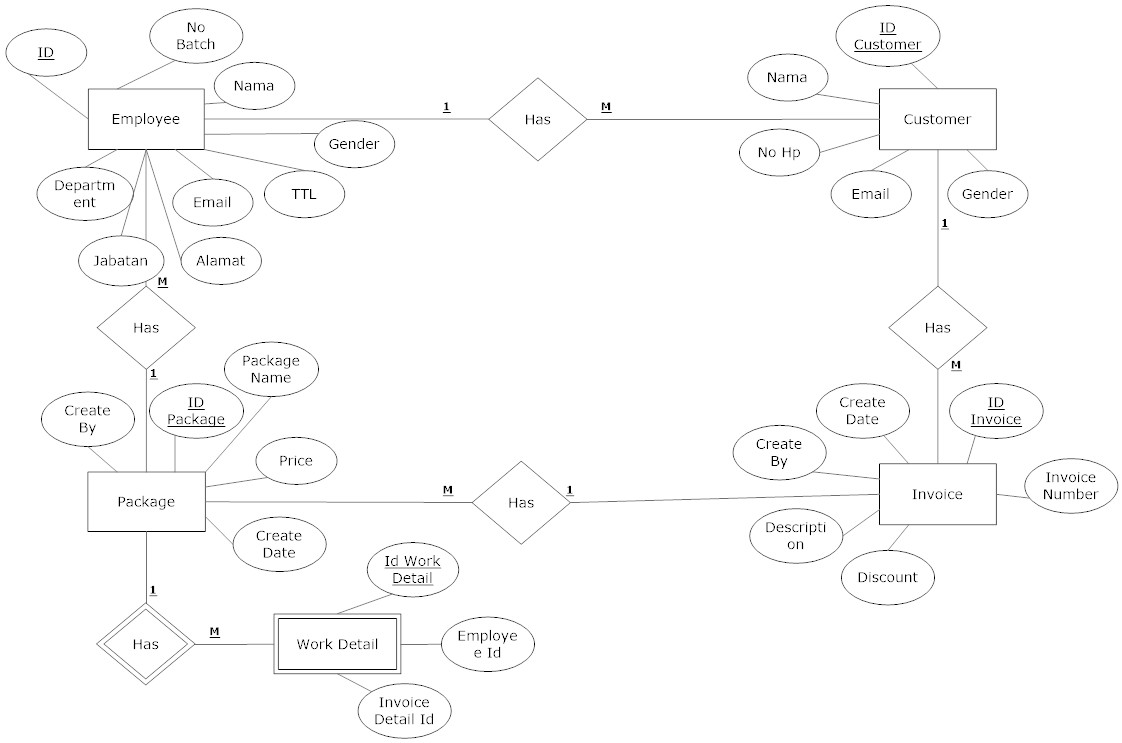 ID
No
Batch
Nama
Employee
Gender
Departm
ent
Email
TTL
Jabatan
Alamat
1
Has
M
ID
Customer
Nama
Customer
No Hp
Email
Gender
1
Has
M
M
Has
1
Package
Name
Create
By
ID
Package
Price
Package
Create
Date
M
Has
1
Create
Date
ID
Invoice
Create
By
Invoice
Invoice
Number
Descripti
on
Discount
1
Has
M
Id Work
Detail
Work Detail
Employe
e Id
Invoice
Detail Id